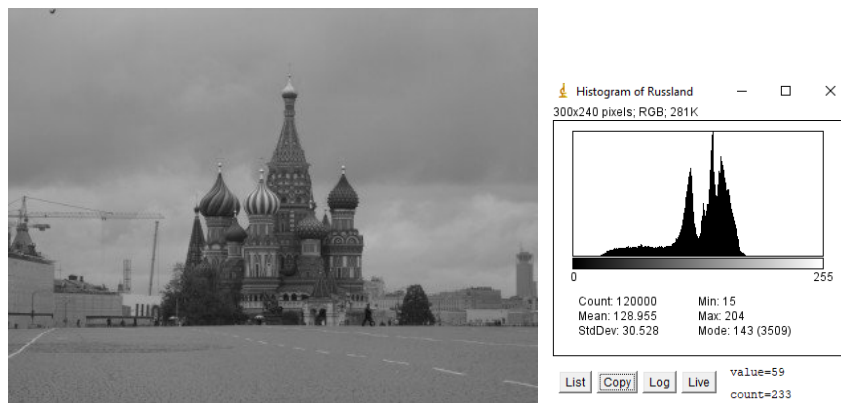 Histogram of Russland
300x240 pixels; RGB; 281K
0 255
Count: 120000 Min: 15
Mean: 128.955 Max: 204
StdDev: 30.528 Mode: 143 (3509)
List Copy Log Live value=59
count=233